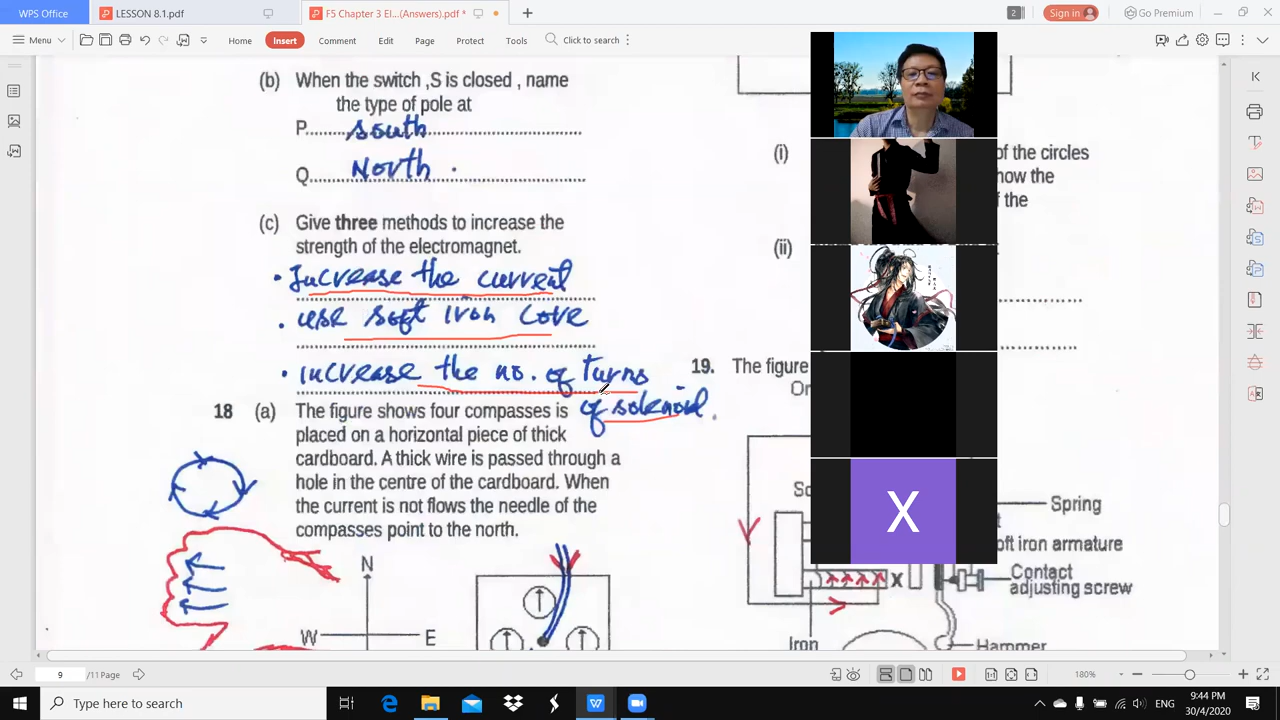 WPS Office
LESSON 8.1.pdf
F5 Chapter 3 El...(Answers).pdf *
2
Sign in
Go Premium
Menu
Home
Insert
Comment
Edit
Page
Protect
Tools
Click to search
(b) When the switch ,S is closed , name
the type of pole at
P.... South
Q.... North .
(c) Give three methods to increase the
strength of the electromagnet.
• Increase the current
• use soft iron core
• increase the no. of turns
of solenoid.
18 (a) The figure shows four compasses is
placed on a horizontal piece of thick
cardboard. A thick wire is passed through a
hole in the centre of the cardboard. When
the current is not flows the needle of the
compasses point to the north.
N
W E
(i) of the circles
how the
of the
(ii)
19. The figure
On
So
Spring
oft iron armature
X
Contact
adjusting screw
Iron
Hammer
X
9 /11 Page
180%
Type here to search
9:44 PM
30/4/2020